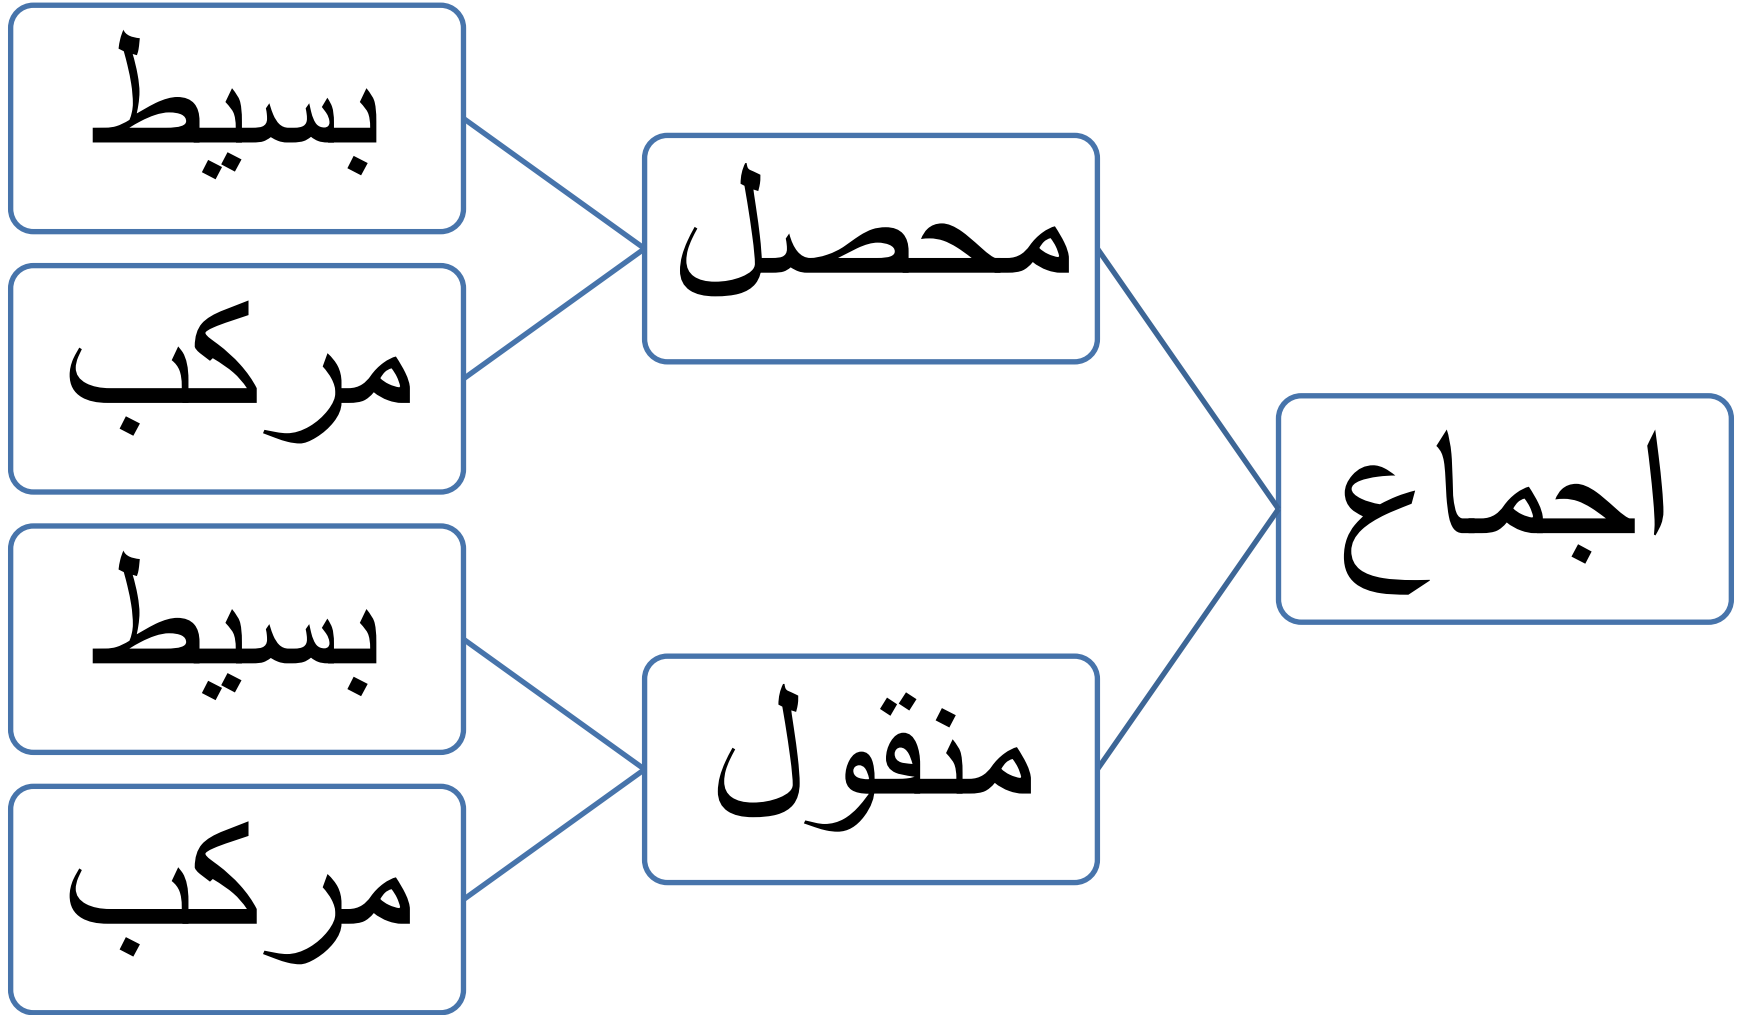 اجماع
محصل
بسيط
مركب
منقول
بسيط
مركب